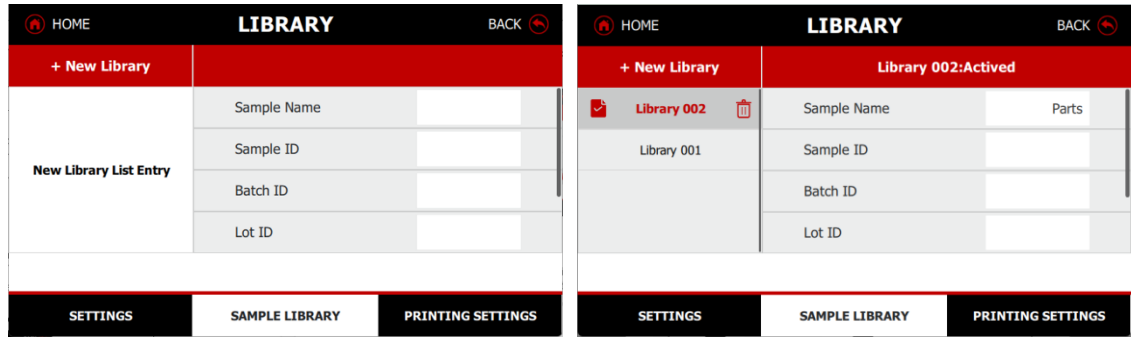 HOME LIBRARY BACK
+ New Library
New Library List Entry
Sample Name
Sample ID
Batch ID
Lot ID
SETTINGS SAMPLE LIBRARY PRINTING SETTINGS
HOME LIBRARY BACK
+ New Library Library 002:Actived
Library 002
Library 001
Sample Name Parts
Sample ID
Batch ID
Lot ID
SETTINGS SAMPLE LIBRARY PRINTING SETTINGS